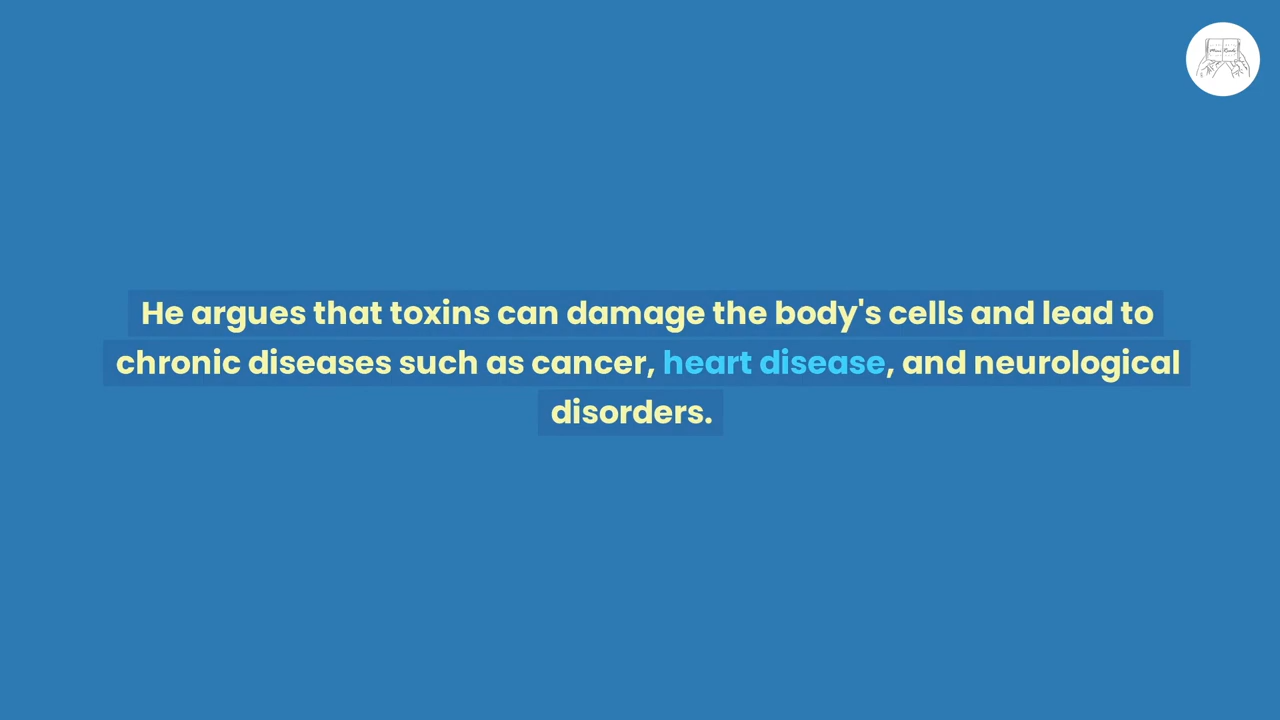 He argues that toxins can damage the body's cells and lead to
chronic diseases such as cancer, heart disease, and neurological
disorders.